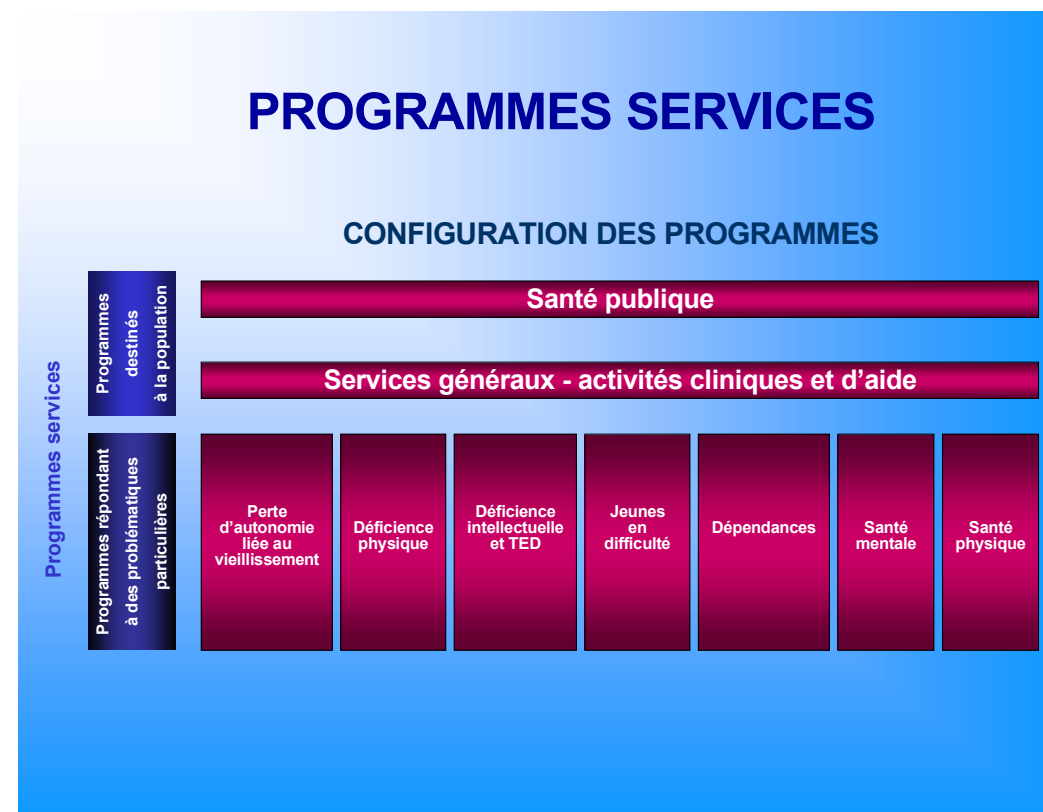 PROGRAMMES SERVICES
CONFIGURATION DES PROGRAMMES
Programmes services
Programmes
destinés
à la population
Santé publique
Services généraux - activités cliniques et d’aide
Programmes répondant
à des problématiques
particulières
Perte
d’autonomie
liée au
vieillissement
Déficience
physique
Déficience
intellectuelle
et TED
Jeunes
en
difficulté
Dépendances
Santé
mentale
Santé
physique